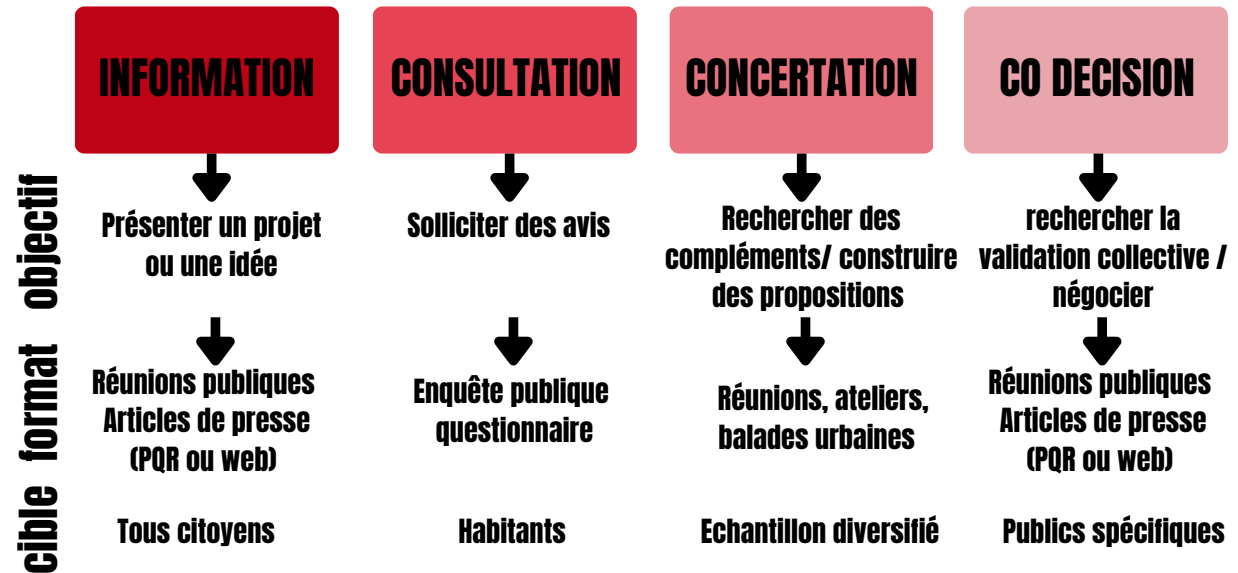 INFORMATION
CONSULTATION
CONCERTATION
CO DECISION
objectif
Présenter un projet
ou une idée
Solliciter des avis
Rechercher des
compléments/ construire
des propositions
rechercher la
validation collective /
négocier
format
Réunions publiques
Articles de presse
(PQR ou web)
Enquête publique
questionnaire
Réunions, ateliers,
balades urbaines
Réunions publiques
Articles de presse
(PQR ou web)
cible
Tous citoyens
Habitants
Echantillon diversifié
Publics spécifiques